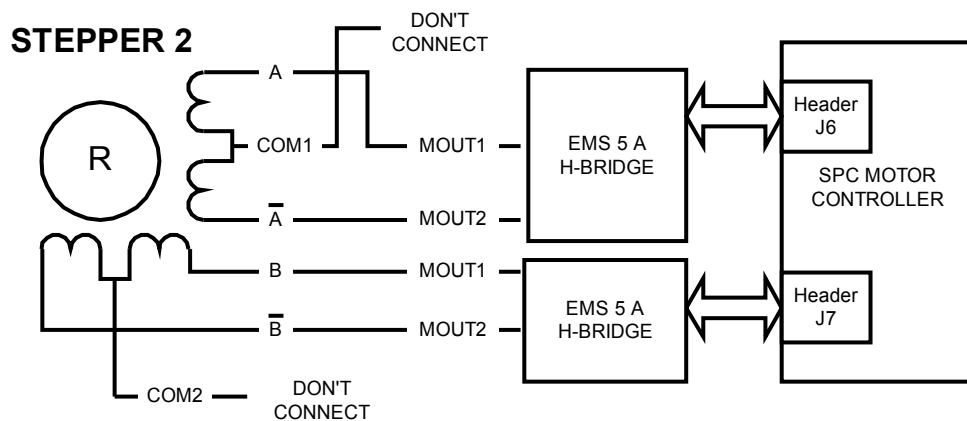 STEPPER 2
DON'T
CONNECT
A
COM1
MOUT1
A̅
MOUT2
EMS 5 A
H-BRIDGE
Header
J6
SPC MOTOR
CONTROLLER
R
B
MOUT1
B̅
MOUT2
EMS 5 A
H-BRIDGE
Header
J7
COM2
DON'T
CONNECT